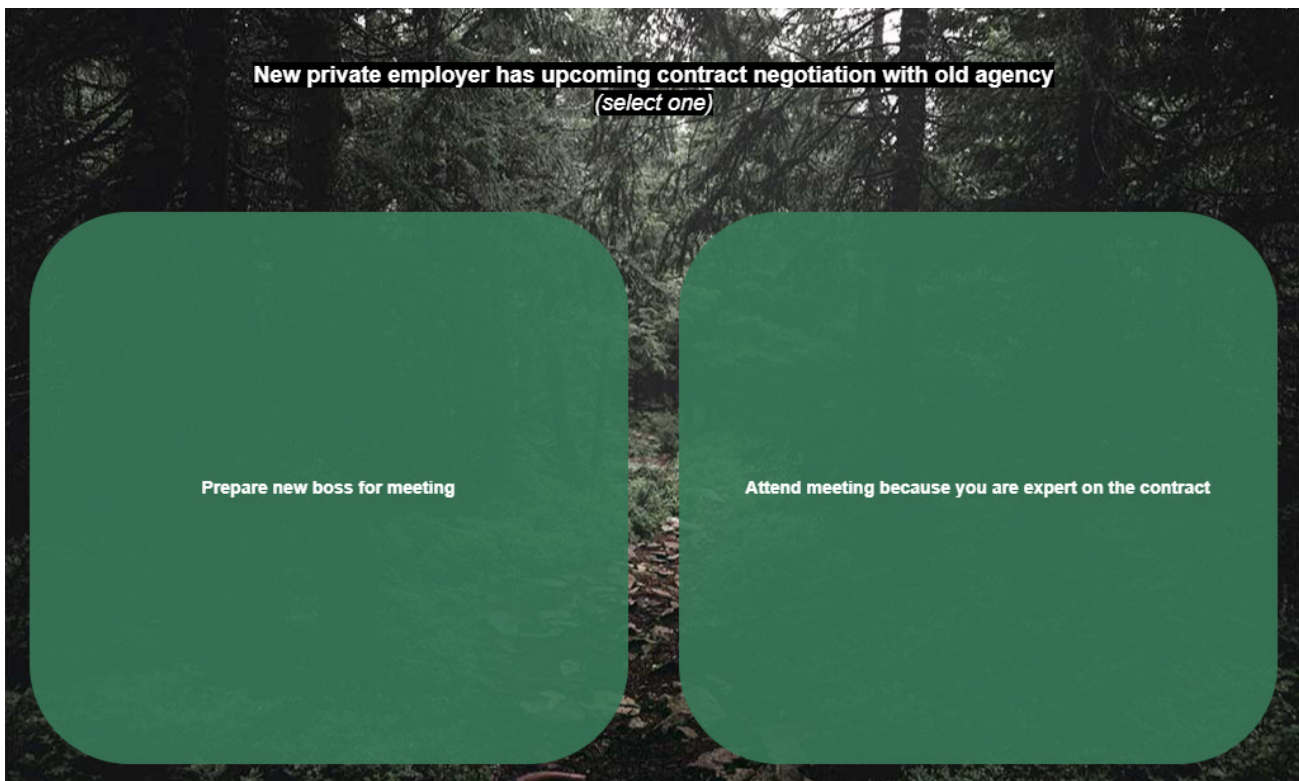 New private employer has upcoming contract negotiation with old agency
(select one)
Prepare new boss for meeting
Attend meeting because you are expert on the contract